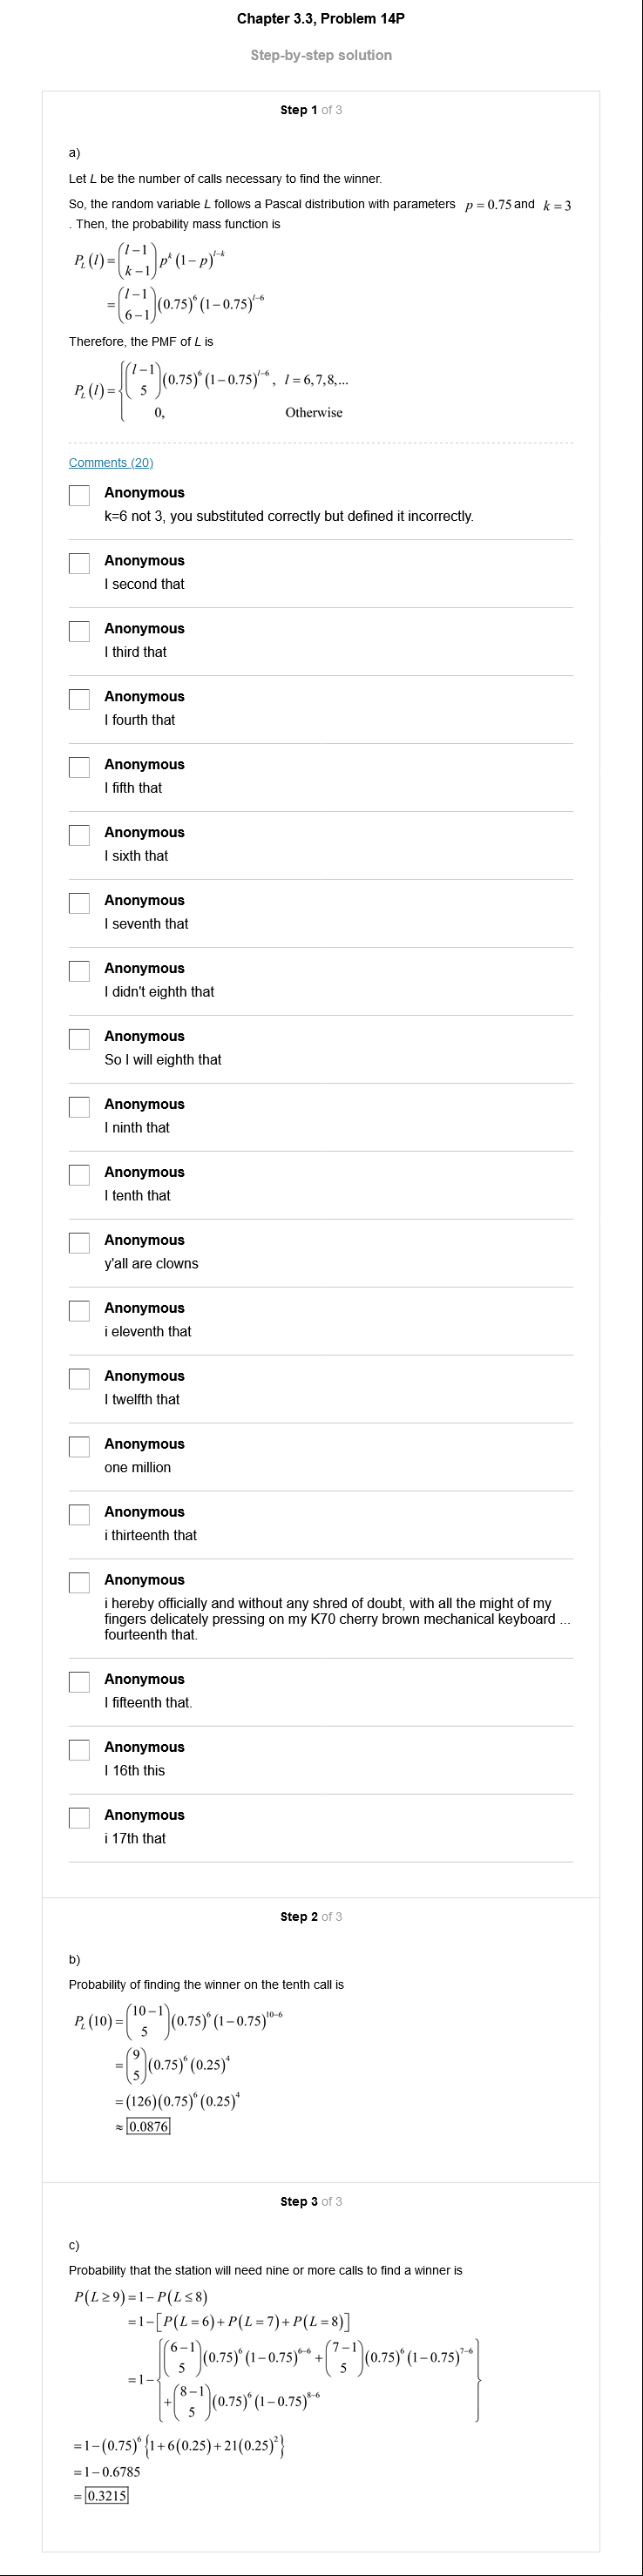 Chapter 3.3, Problem 14P
Step-by-step solution
Step 1 of 3
a)
Let L be the number of calls necessary to find the winner.
So, the random variable L follows a Pascal distribution with parameters p = 0.75 and k = 3
. Then, the probability mass function is
P_L(l) = \binom{l-1}{k-1} p^k (1-p)^{l-k}
= \binom{l-1}{6-1} (0.75)^6 (1-0.75)^{l-6}
Therefore, the PMF of L is
P_L(l) = { \binom{l-1}{5} (0.75)^6 (1-0.75)^{l-6}, l = 6,7,8,...
0, Otherwise
Comments (20)
Anonymous
k=6 not 3, you substituted correctly but defined it incorrectly.
Anonymous
I second that
Anonymous
I third that
Anonymous
I fourth that
Anonymous
I fifth that
Anonymous
I sixth that
Anonymous
I seventh that
Anonymous
I didn't eighth that
Anonymous
So I will eighth that
Anonymous
I ninth that
Anonymous
I tenth that
Anonymous
y'all are clowns
Anonymous
i eleventh that
Anonymous
I twelfth that
Anonymous
one million
Anonymous
i thirteenth that
Anonymous
i hereby officially and without any shred of doubt, with all the might of my
fingers delicately pressing on my K70 cherry brown mechanical keyboard ...
fourteenth that.
Anonymous
I fifteenth that.
Anonymous
I 16th this
Anonymous
i 17th that
Step 2 of 3
b)
Probability of finding the winner on the tenth call is
P_L(10) = \binom{10-1}{5} (0.75)^6 (1-0.75)^{10-6}
= \binom{9}{5} (0.75)^6 (0.25)^4
= (126)(0.75)^6 (0.25)^4
≈ 0.0876
Step 3 of 3
c)
Probability that the station will need nine or more calls to find a winner is
P(L ≥ 9) = 1 − P(L ≤ 8)
= 1 − [P(L = 6) + P(L = 7) + P(L = 8)]
= 1 − { \binom{6-1}{5} (0.75)^6 (1-0.75)^{6-6} + \binom{7-1}{5} (0.75)^6 (1-0.75)^{7-6}
+ \binom{8-1}{5} (0.75)^6 (1-0.75)^{8-6} }
= 1 − (0.75)^6 {1 + 6(0.25) + 21(0.25)^2}
= 1 − 0.6785
= 0.3215